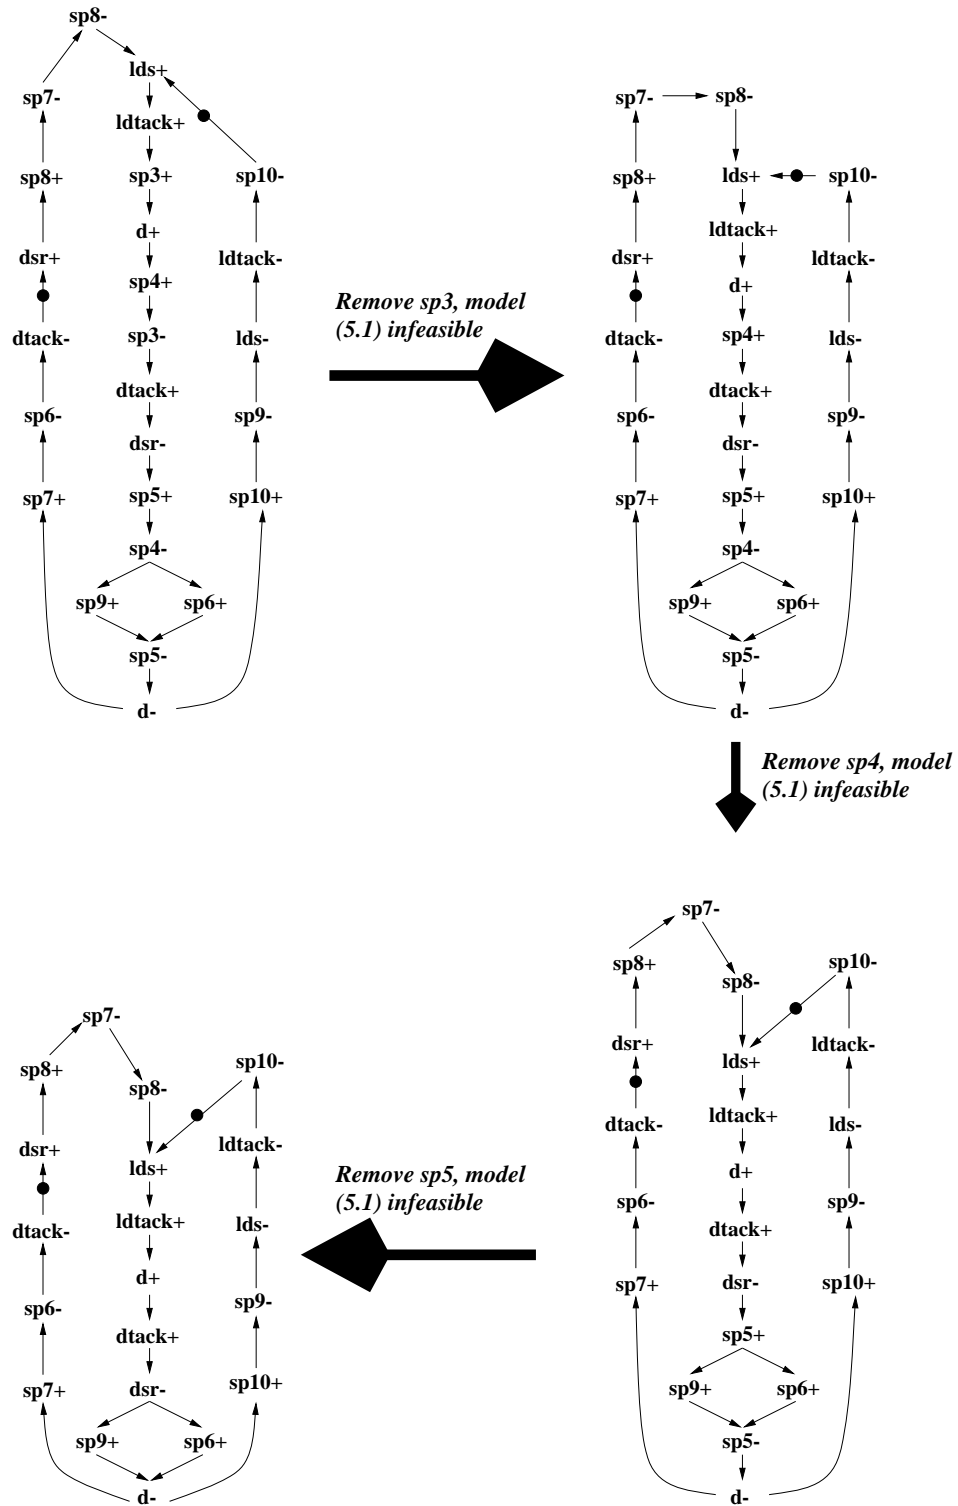 sp8-
lds+
sp7-
ldtack+
sp8+
sp3+
sp10-
d+
dsr+
ldtack-
sp4+
dtack-
sp3-
lds-
dtack+
sp6-
sp9-
dsr-
sp7+
sp5+
sp10+
sp4-
sp9+
sp6+
sp5-
d-
Remove sp3, model
(5.1) infeasible
sp7-
sp8-
sp8+
lds+
sp10-
ldtack+
dsr+
ldtack-
d+
dtack-
sp4+
lds-
dtack+
sp6-
sp9-
dsr-
sp7+
sp5+
sp10+
sp4-
sp9+
sp6+
sp5-
d-
Remove sp4, model
(5.1) infeasible
sp7-
sp8+
sp10-
sp8-
dsr+
ldtack-
lds+
ldtack+
dtack-
lds-
d+
sp6-
sp9-
dtack+
sp7+
dsr-
sp10+
sp5+
sp9+
sp6+
sp5-
d-
Remove sp5, model
(5.1) infeasible
sp7-
sp8+
sp10-
sp8-
dsr+
ldtack-
lds+
ldtack+
dtack-
lds-
d+
sp6-
sp9-
dtack+
sp7+
dsr-
sp10+
sp9+
sp6+
d-